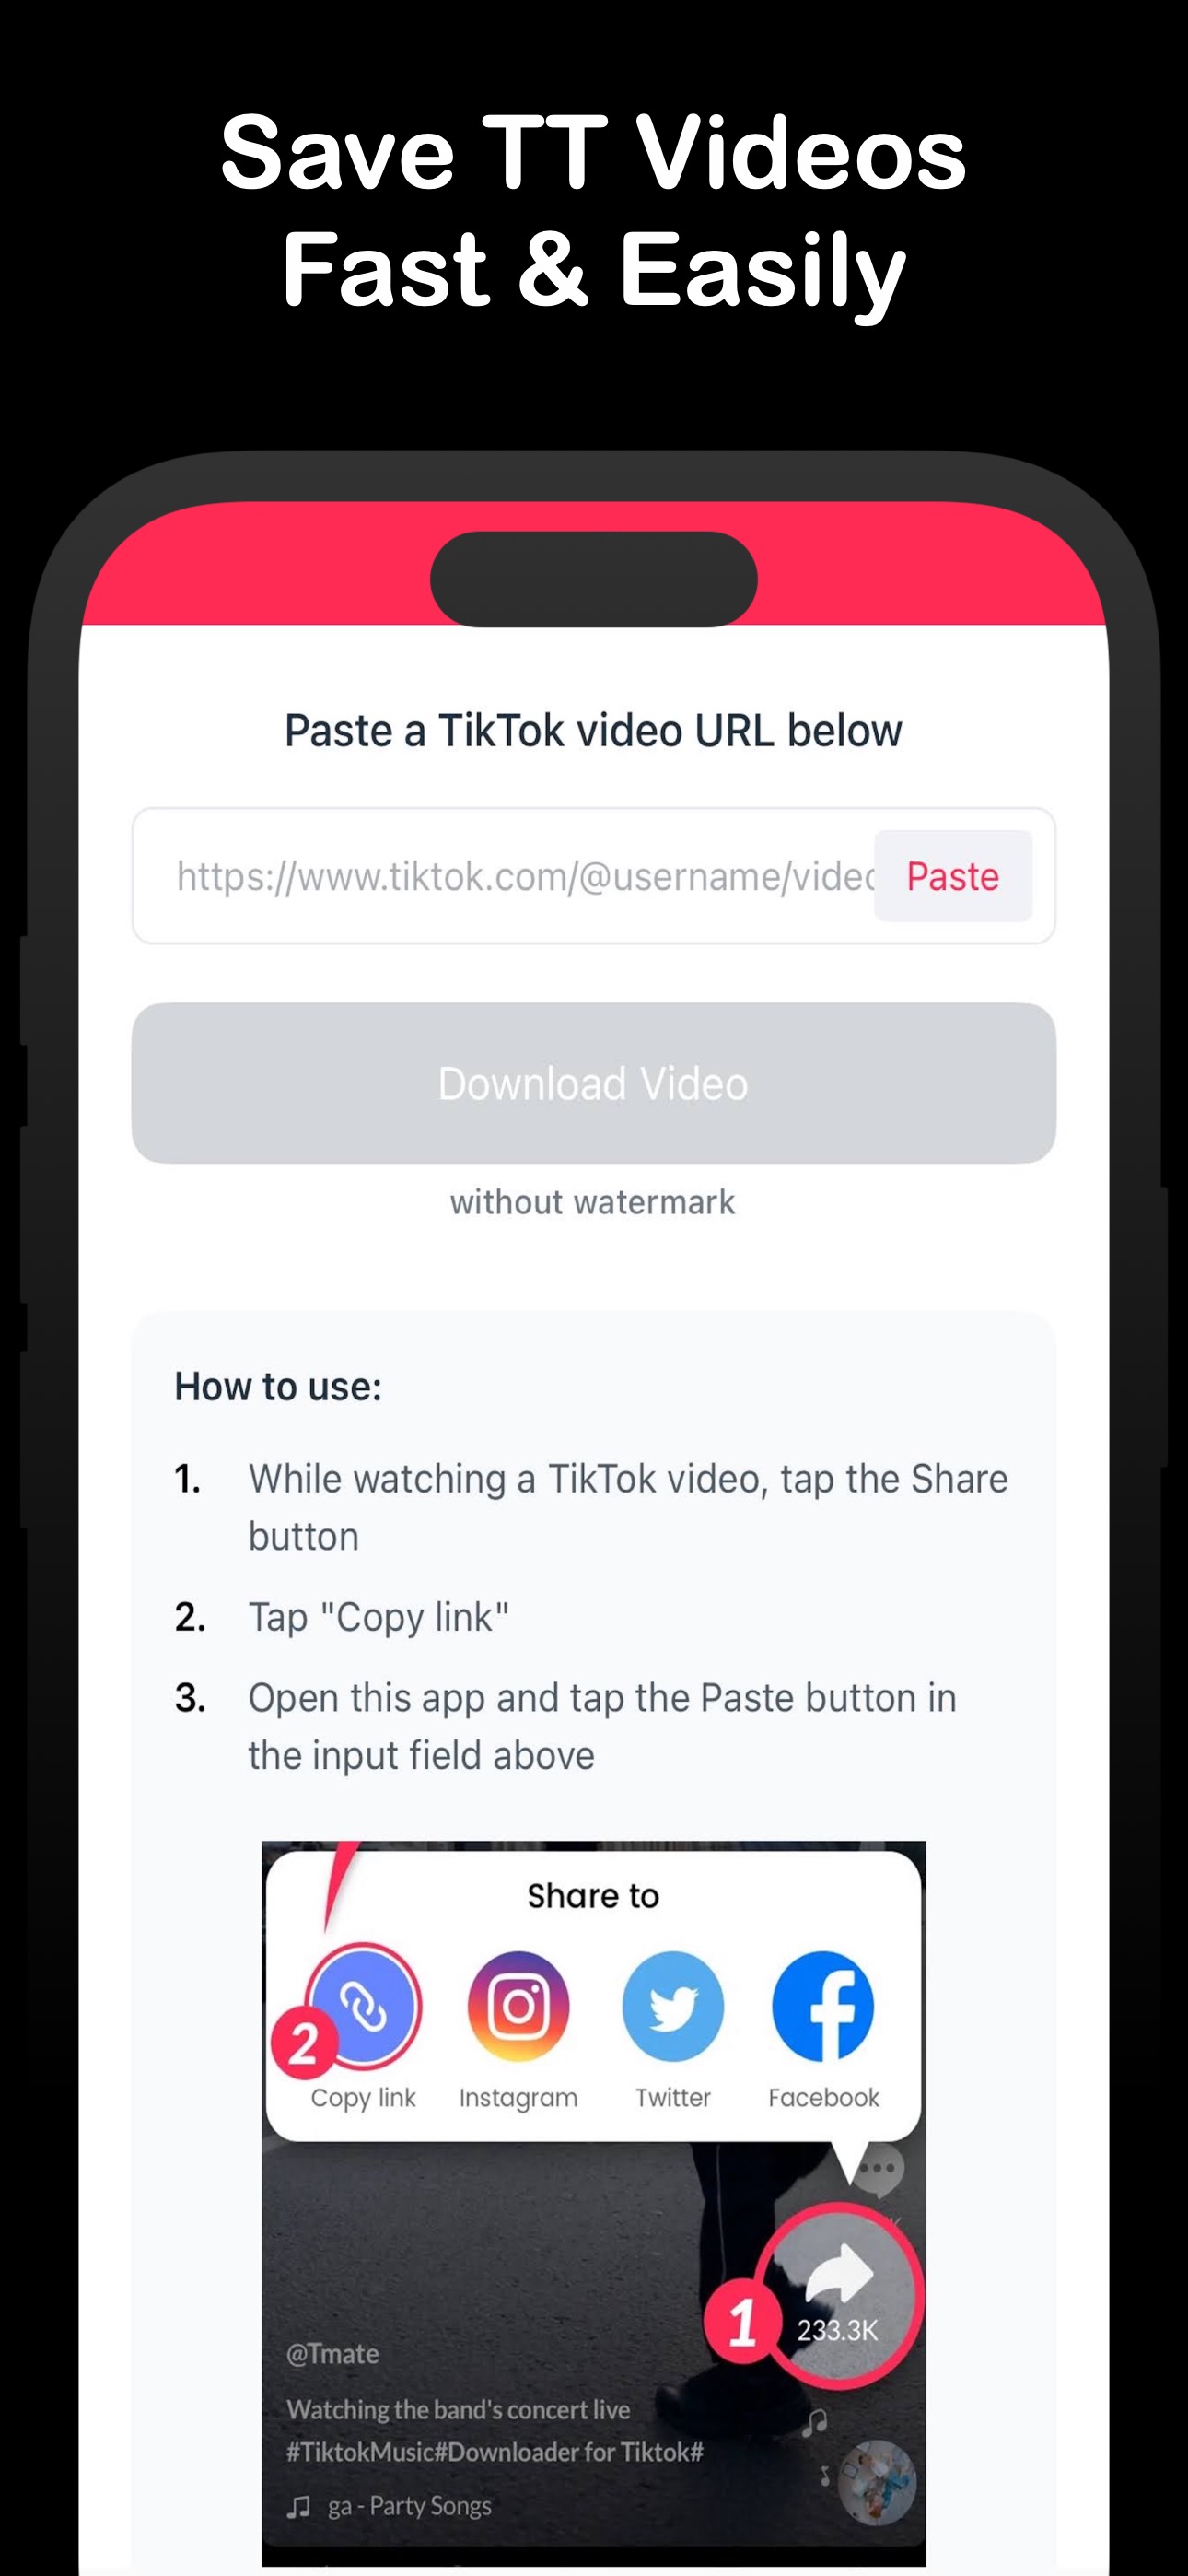 Save TT Videos
Fast & Easily
Paste a TikTok video URL below
https://www.tiktok.com/@username/video
Paste
Download Video
without watermark
How to use:
1. While watching a TikTok video, tap the Share
button
2. Tap "Copy link"
3. Open this app and tap the Paste button in
the input field above
Share to
2
Copy link
Instagram
Twitter
Facebook
1
233.3K
@Tmate
Watching the band's concert live
#TiktokMusic#Downloader for Tiktok#
ga - Party Songs